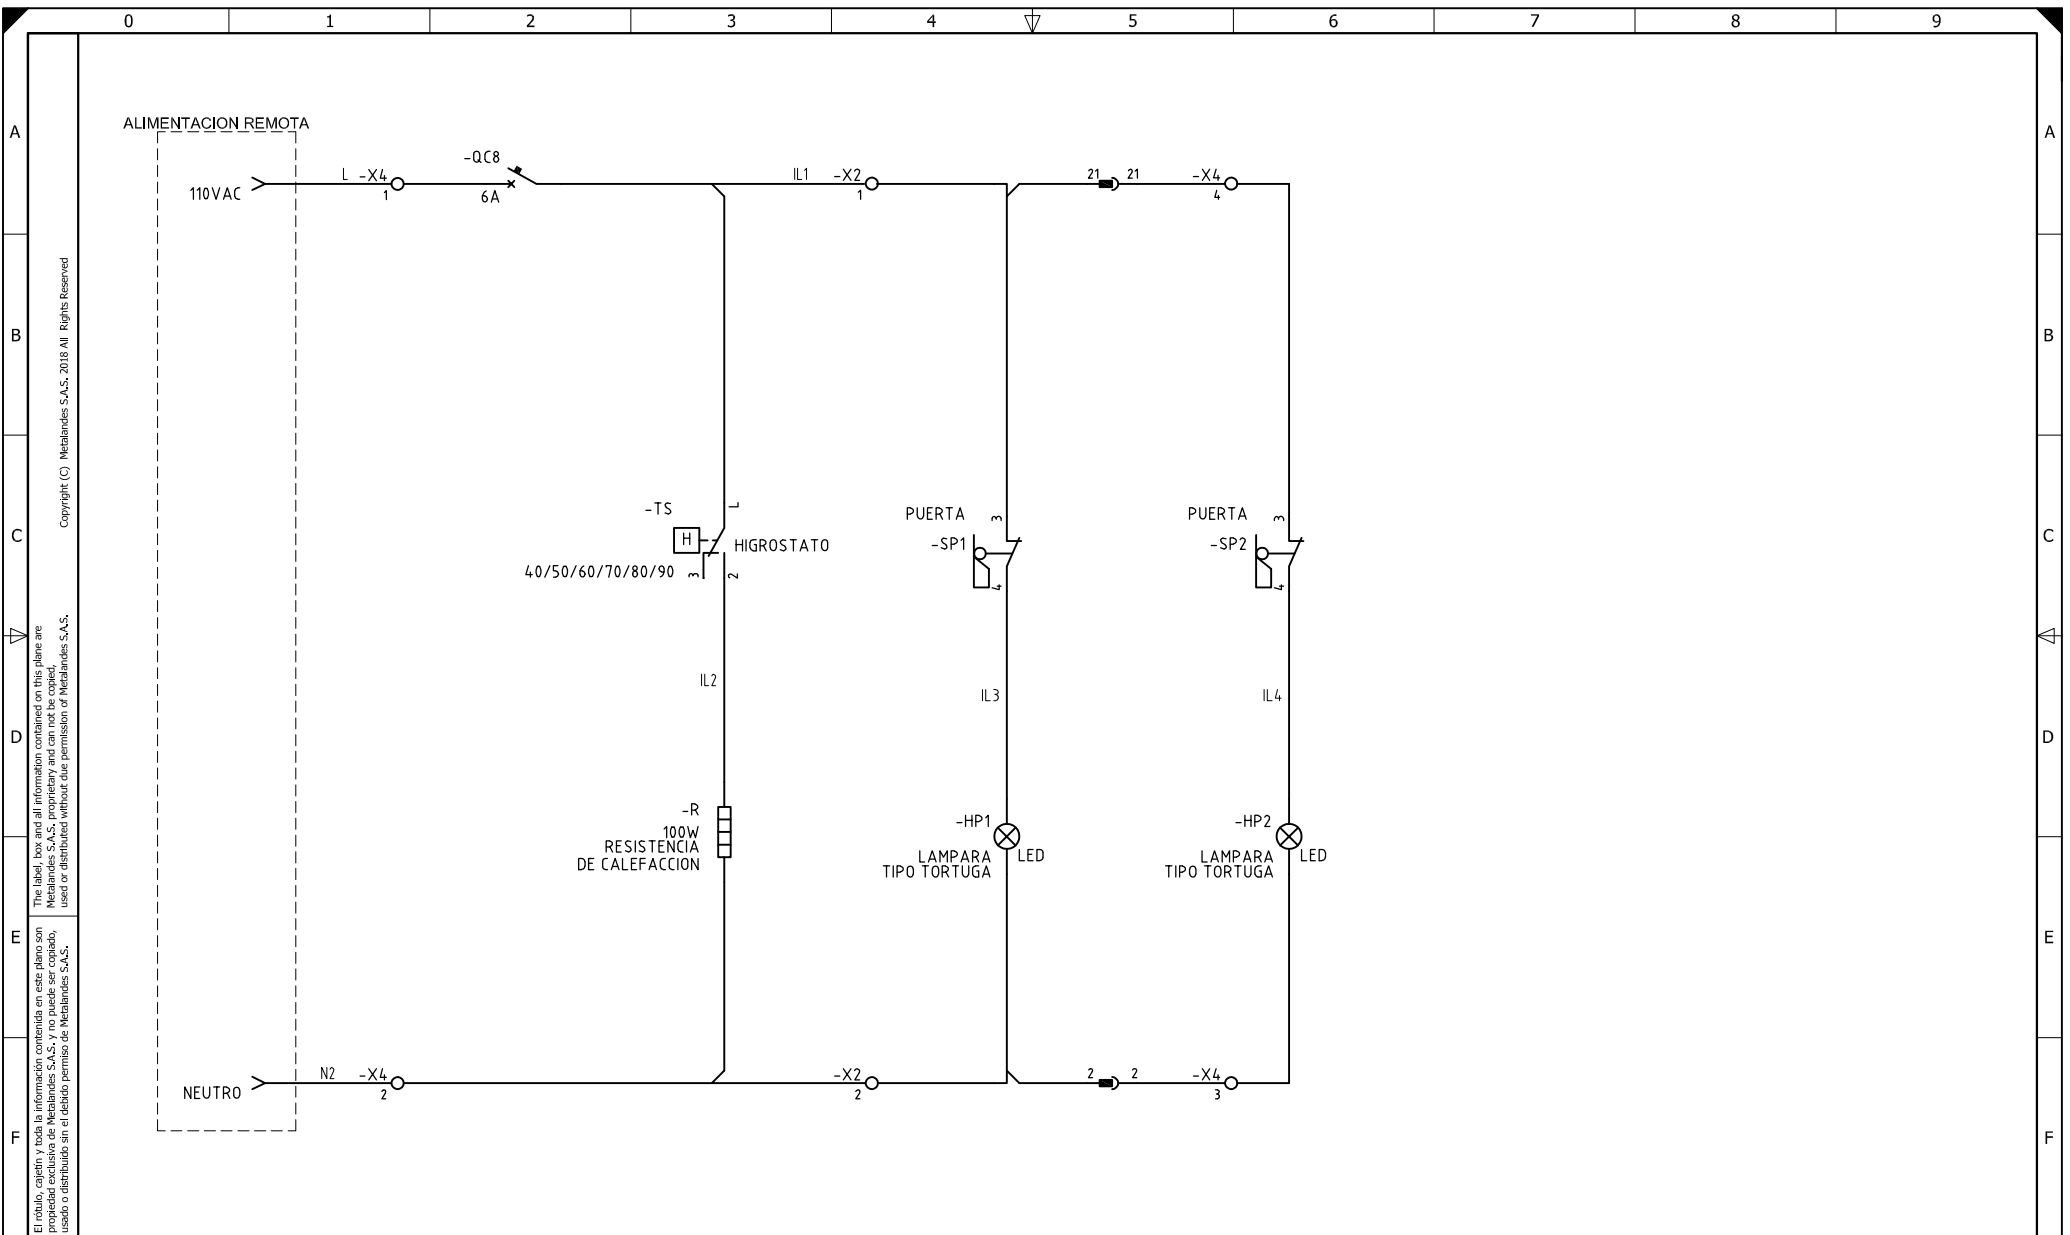 0 1 2 3 4 5 6 7 8 9
A A
ALIMENTACION REMOTA
-QC8
L -X4 IL1 -X2 21 21 -X4
110VAC 1 6A 1 4
B B
Copyright (C) Metalandes S.A.S. 2018 All Rights Reserved
-TS L PUERTA 3 PUERTA 3
C C
H HIGROSTATO -SP1 -SP2
40/50/60/70/80/90 3 2 4 4
The label, box and all information contained on this plane are
Metalandes S.A.S. proprietary and can not be copied,
used or distributed without due permission of Metalandes S.A.S.
IL2 IL3 IL4
D D
-R -HP1 -HP2
100W
RESISTENCIA
DE CALEFACCION
LAMPARA LED
TIPO TORTUGA
LAMPARA LED
TIPO TORTUGA
E E
El rótulo, cajetín y toda la información contenida en este plano son
propiedad exclusiva de Metalandes S.A.S. y no puede ser copiado,
usado o distribuido sin el debido permiso de Metalandes S.A.S.
N2 -X4 -X2 2 2 -X4
NEUTRO 2 2 3
F F